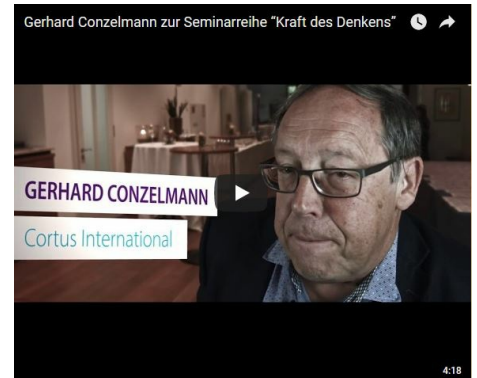 Gerhard Conzelmann zur Seminarreihe “Kraft des Denkens”
GERHARD CONZELMANN
Cortus International
4:18